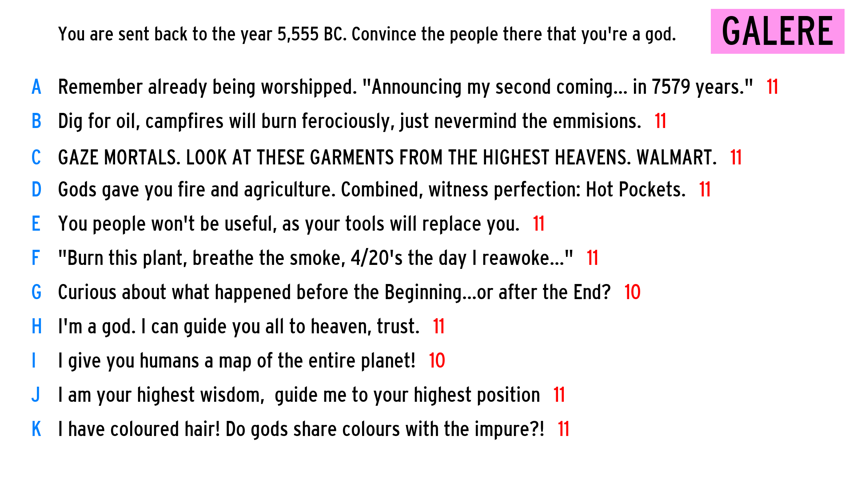 You are sent back to the year 5,555 BC. Convince the people there that you're a god.
GALERE
A Remember already being worshipped. "Announcing my second coming... in 7579 years." 11
B Dig for oil, campfires will burn ferociously, just nevermind the emmisions. 11
C GAZE MORTALS. LOOK AT THESE GARMENTS FROM THE HIGHEST HEAVENS. WALMART. 11
D Gods gave you fire and agriculture. Combined, witness perfection: Hot Pockets. 11
E You people won't be useful, as your tools will replace you. 11
F "Burn this plant, breathe the smoke, 4/20's the day I reawoke..." 11
G Curious about what happened before the Beginning...or after the End? 10
H I'm a god. I can guide you all to heaven, trust. 11
I I give you humans a map of the entire planet! 10
J I am your highest wisdom,  guide me to your highest position 11
K I have coloured hair! Do gods share colours with the impure?! 11